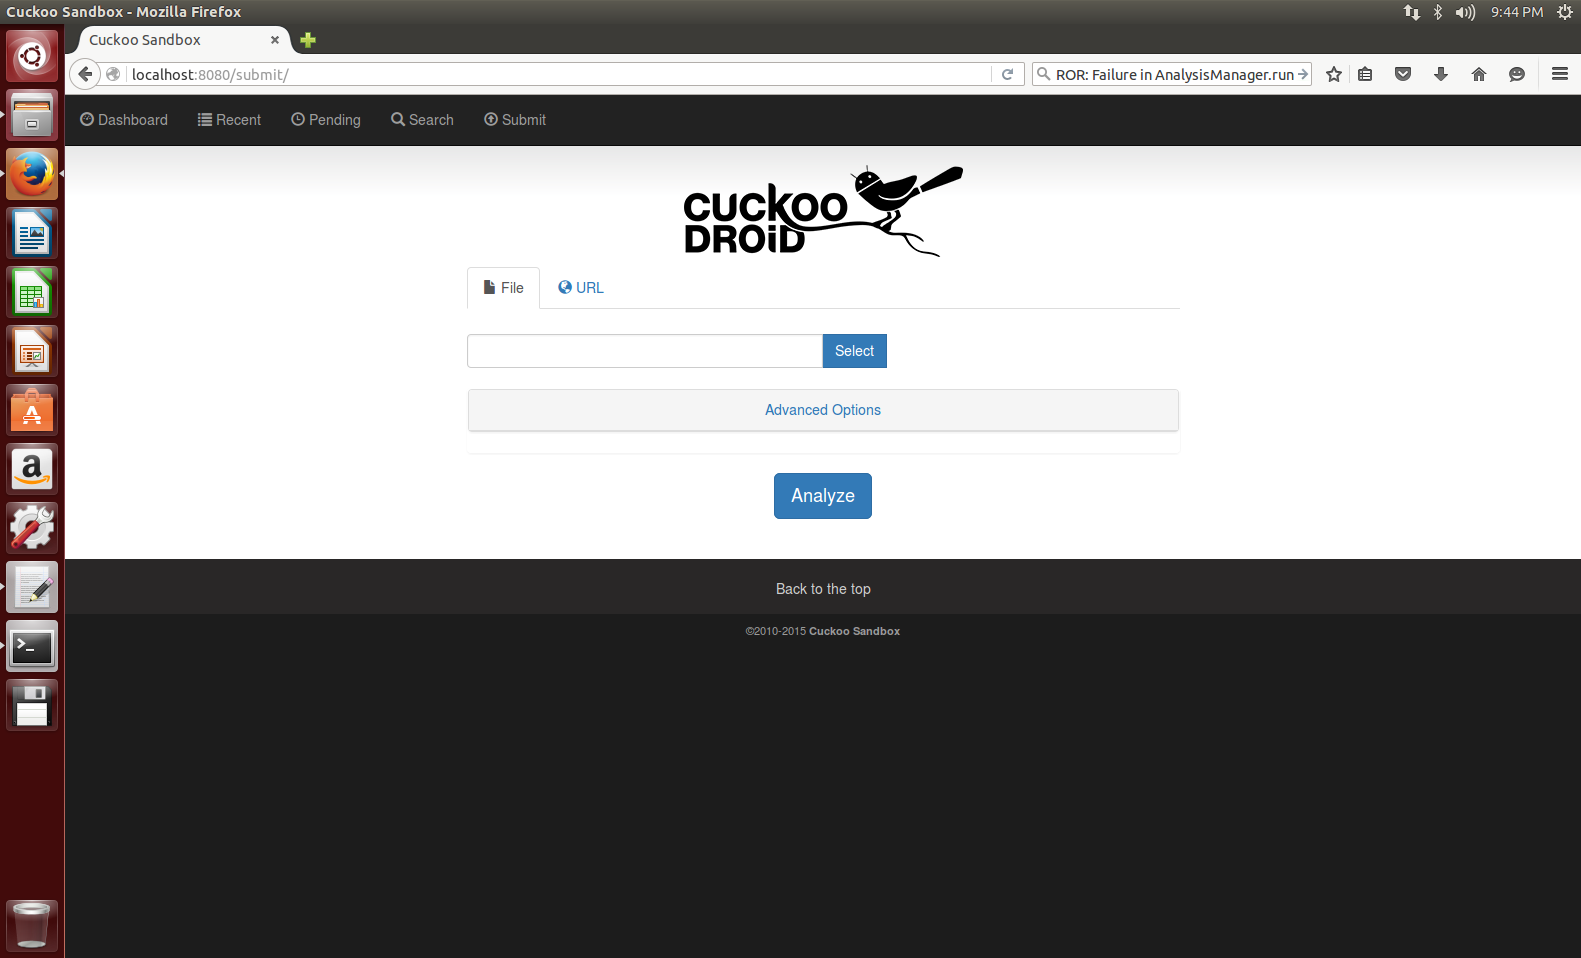 Cuckoo Sandbox - Mozilla Firefox
9:44 PM
Cuckoo Sandbox
localhost:8080/submit/
ROR: Failure in AnalysisManager.run
Dashboard Recent Pending Search Submit
cuckoo
DROiD
File URL
Select
Advanced Options
Analyze
Back to the top
©2010-2015 Cuckoo Sandbox